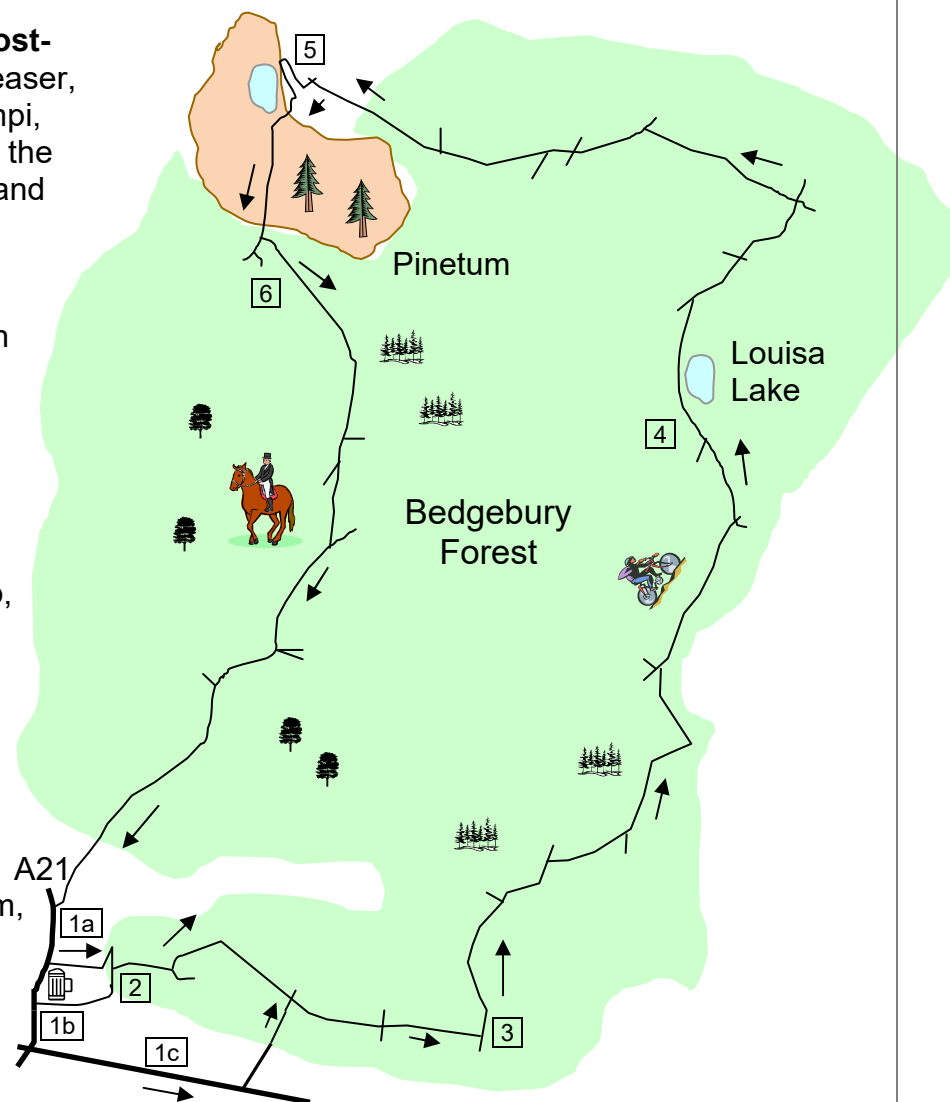 ost-
easer,
npi,
the
and
n
o,
m,
5
Pinetum
6
Louisa
Lake
4
Bedgebury
Forest
A21
1a
2
1b
3
1c